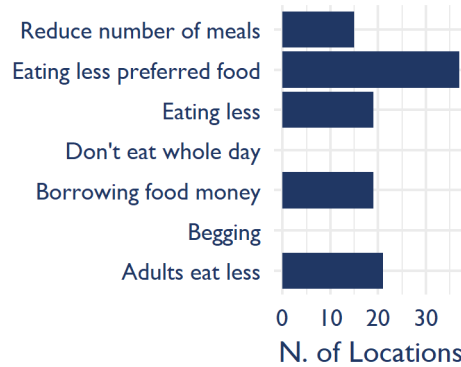 Reduce number of meals
Eating less preferred food
Eating less
Don't eat whole day
Borrowing food money
Begging
Adults eat less
0 10 20 30
N. of Locations